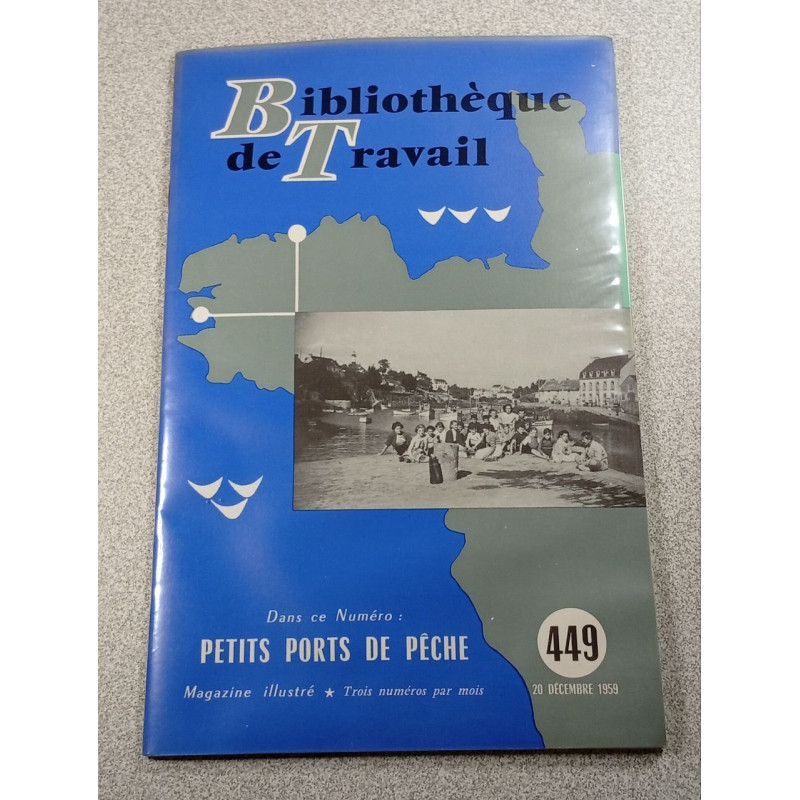 Bibliothèque
de Travail
Dans ce Numéro :
PETITS PORTS DE PÊCHE
Magazine illustré ★ Trois numéros par mois
449
20 DÉCEMBRE 1959